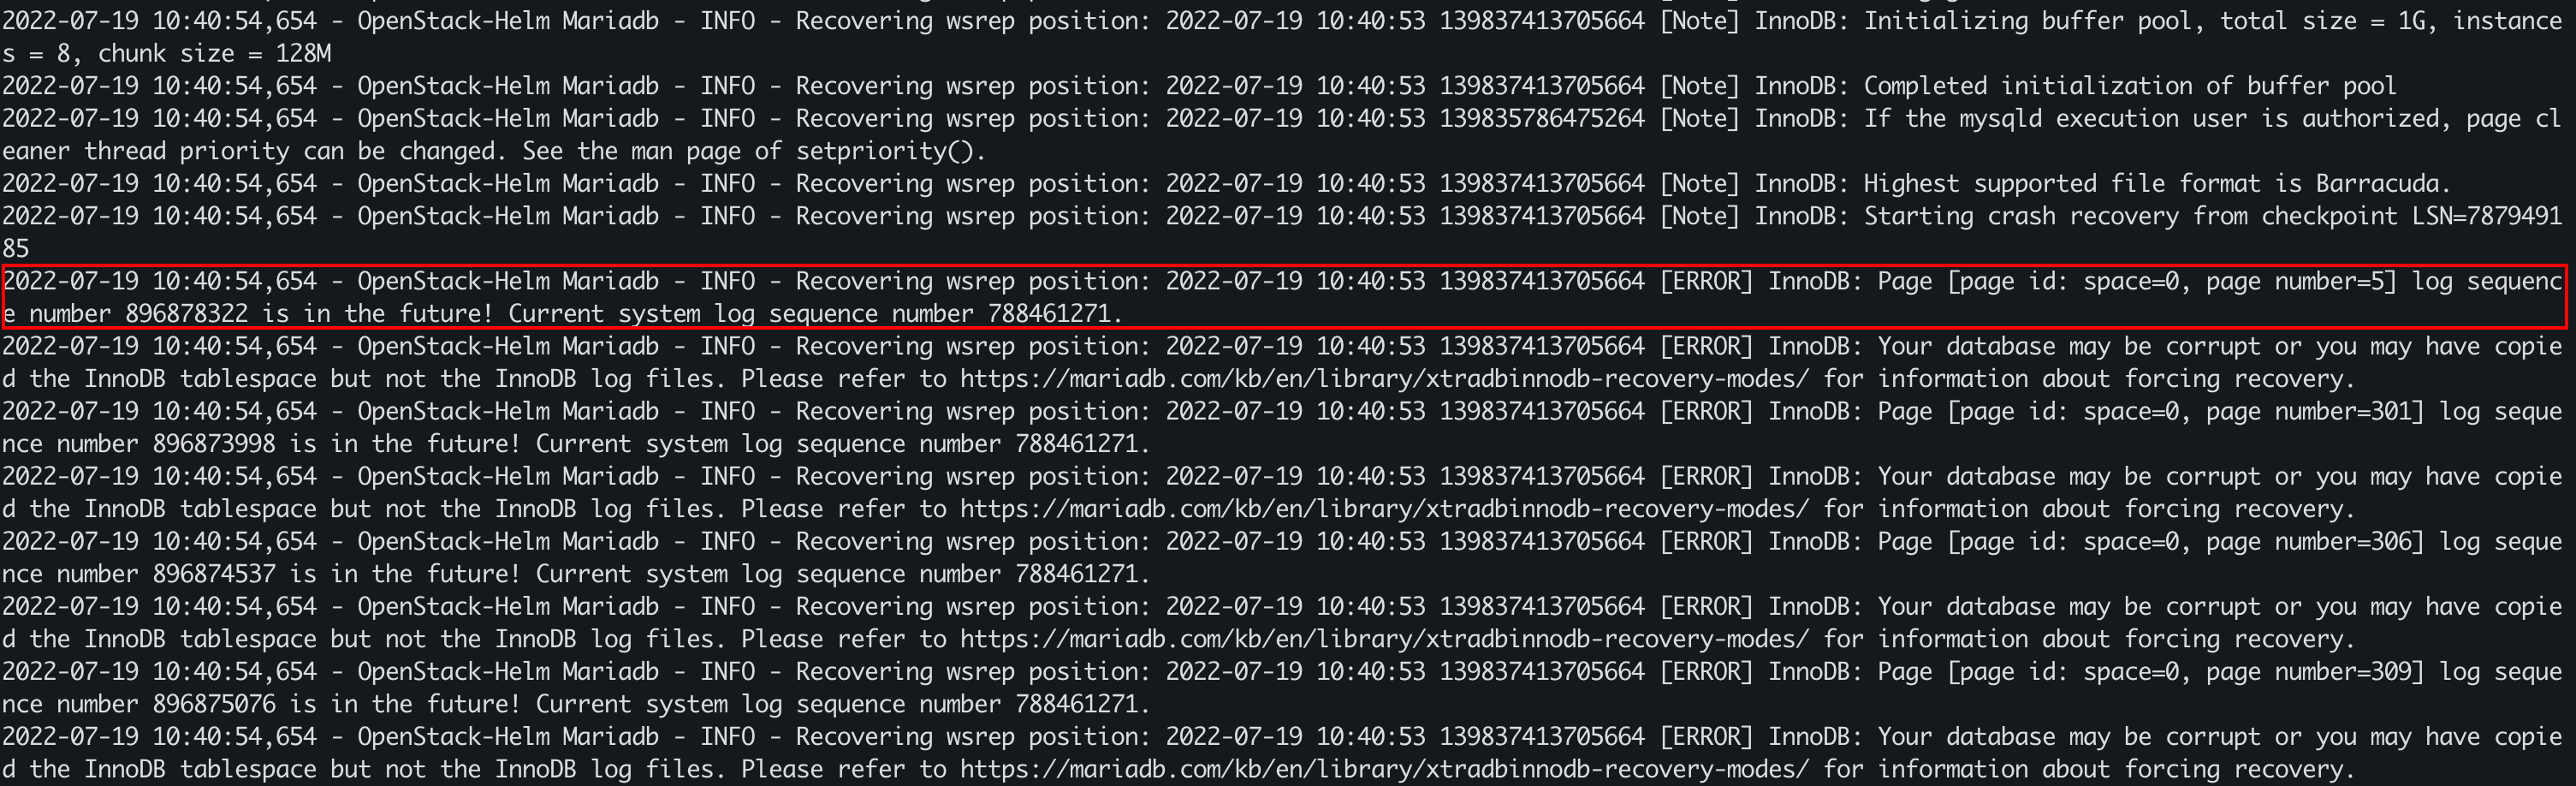 2022-07-19 10:40:54,654 - OpenStack-Helm Mariadb - INFO - Recovering wsrep position: 2022-07-19 10:40:53 139837413705664 [Note] InnoDB: Initializing buffer pool, total size = 1G, instance
s = 8, chunk size = 128M
2022-07-19 10:40:54,654 - OpenStack-Helm Mariadb - INFO - Recovering wsrep position: 2022-07-19 10:40:53 139837413705664 [Note] InnoDB: Completed initialization of buffer pool
2022-07-19 10:40:54,654 - OpenStack-Helm Mariadb - INFO - Recovering wsrep position: 2022-07-19 10:40:53 139835786475264 [Note] InnoDB: If the mysqld execution user is authorized, page cl
eaner thread priority can be changed. See the man page of setpriority().
2022-07-19 10:40:54,654 - OpenStack-Helm Mariadb - INFO - Recovering wsrep position: 2022-07-19 10:40:53 139837413705664 [Note] InnoDB: Highest supported file format is Barracuda.
2022-07-19 10:40:54,654 - OpenStack-Helm Mariadb - INFO - Recovering wsrep position: 2022-07-19 10:40:53 139837413705664 [Note] InnoDB: Starting crash recovery from checkpoint LSN=7879491
85
2022-07-19 10:40:54,654 - OpenStack-Helm Mariadb - INFO - Recovering wsrep position: 2022-07-19 10:40:53 139837413705664 [ERROR] InnoDB: Page [page id: space=0, page number=5] log sequenc
e number 896878322 is in the future! Current system log sequence number 788461271.
2022-07-19 10:40:54,654 - OpenStack-Helm Mariadb - INFO - Recovering wsrep position: 2022-07-19 10:40:53 139837413705664 [ERROR] InnoDB: Your database may be corrupt or you may have copie
d the InnoDB tablespace but not the InnoDB log files. Please refer to https://mariadb.com/kb/en/library/xtradbinnodb-recovery-modes/ for information about forcing recovery.
2022-07-19 10:40:54,654 - OpenStack-Helm Mariadb - INFO - Recovering wsrep position: 2022-07-19 10:40:53 139837413705664 [ERROR] InnoDB: Page [page id: space=0, page number=301] log seque
nce number 896873998 is in the future! Current system log sequence number 788461271.
2022-07-19 10:40:54,654 - OpenStack-Helm Mariadb - INFO - Recovering wsrep position: 2022-07-19 10:40:53 139837413705664 [ERROR] InnoDB: Your database may be corrupt or you may have copie
d the InnoDB tablespace but not the InnoDB log files. Please refer to https://mariadb.com/kb/en/library/xtradbinnodb-recovery-modes/ for information about forcing recovery.
2022-07-19 10:40:54,654 - OpenStack-Helm Mariadb - INFO - Recovering wsrep position: 2022-07-19 10:40:53 139837413705664 [ERROR] InnoDB: Page [page id: space=0, page number=306] log seque
nce number 896874537 is in the future! Current system log sequence number 788461271.
2022-07-19 10:40:54,654 - OpenStack-Helm Mariadb - INFO - Recovering wsrep position: 2022-07-19 10:40:53 139837413705664 [ERROR] InnoDB: Your database may be corrupt or you may have copie
d the InnoDB tablespace but not the InnoDB log files. Please refer to https://mariadb.com/kb/en/library/xtradbinnodb-recovery-modes/ for information about forcing recovery.
2022-07-19 10:40:54,654 - OpenStack-Helm Mariadb - INFO - Recovering wsrep position: 2022-07-19 10:40:53 139837413705664 [ERROR] InnoDB: Page [page id: space=0, page number=309] log seque
nce number 896875076 is in the future! Current system log sequence number 788461271.
2022-07-19 10:40:54,654 - OpenStack-Helm Mariadb - INFO - Recovering wsrep position: 2022-07-19 10:40:53 139837413705664 [ERROR] InnoDB: Your database may be corrupt or you may have copie
d the InnoDB tablespace but not the InnoDB log files. Please refer to https://mariadb.com/kb/en/library/xtradbinnodb-recovery-modes/ for information about forcing recovery.